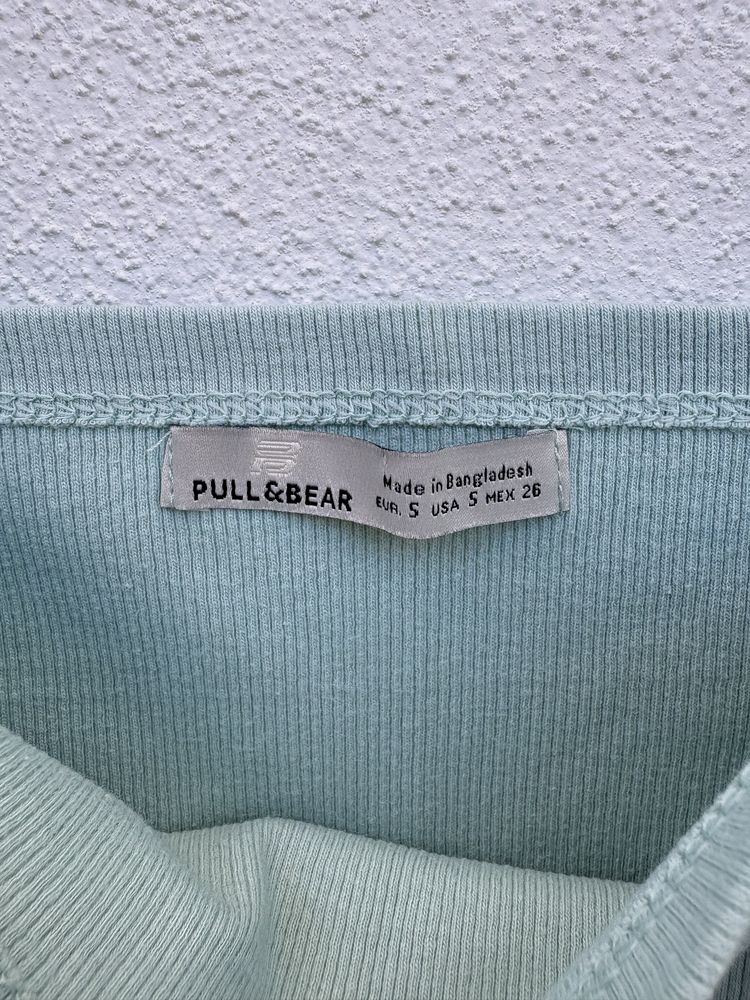 PULL&BEAR
Made in Bangladesh
EUR. S USA S MEX 26